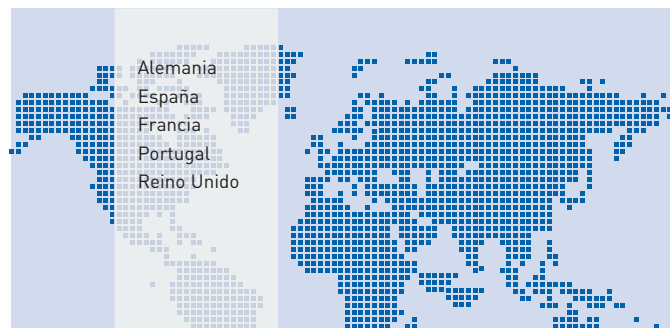 Alemania
España
Francia
Portugal
Reino Unido